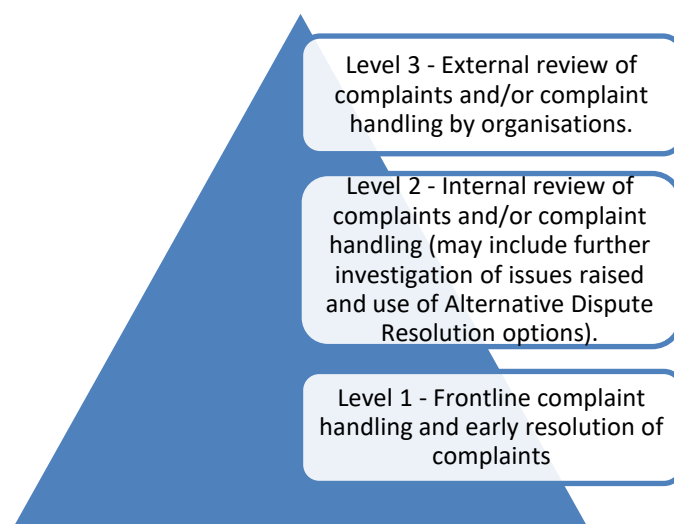 Level 3 - External review of
complaints and/or complaint
handling by organisations.
Level 2 - Internal review of
complaints and/or complaint
handling (may include further
investigation of issues raised
and use of Alternative Dispute
Resolution options).
Level 1 - Frontline complaint
handling and early resolution of
complaints